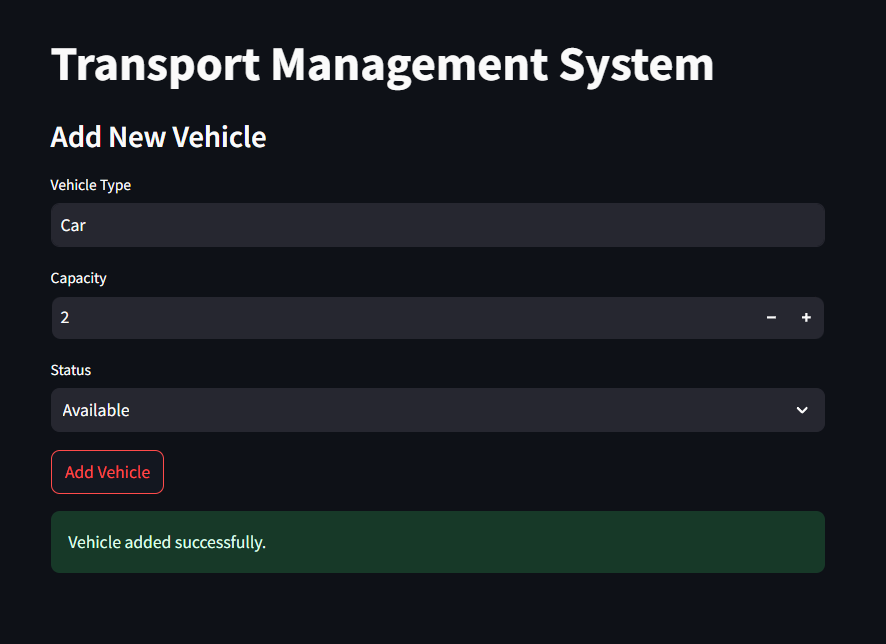 Transport Management System
Add New Vehicle
Vehicle Type
Car
Capacity
2
Status
Available
Add Vehicle
Vehicle added successfully.